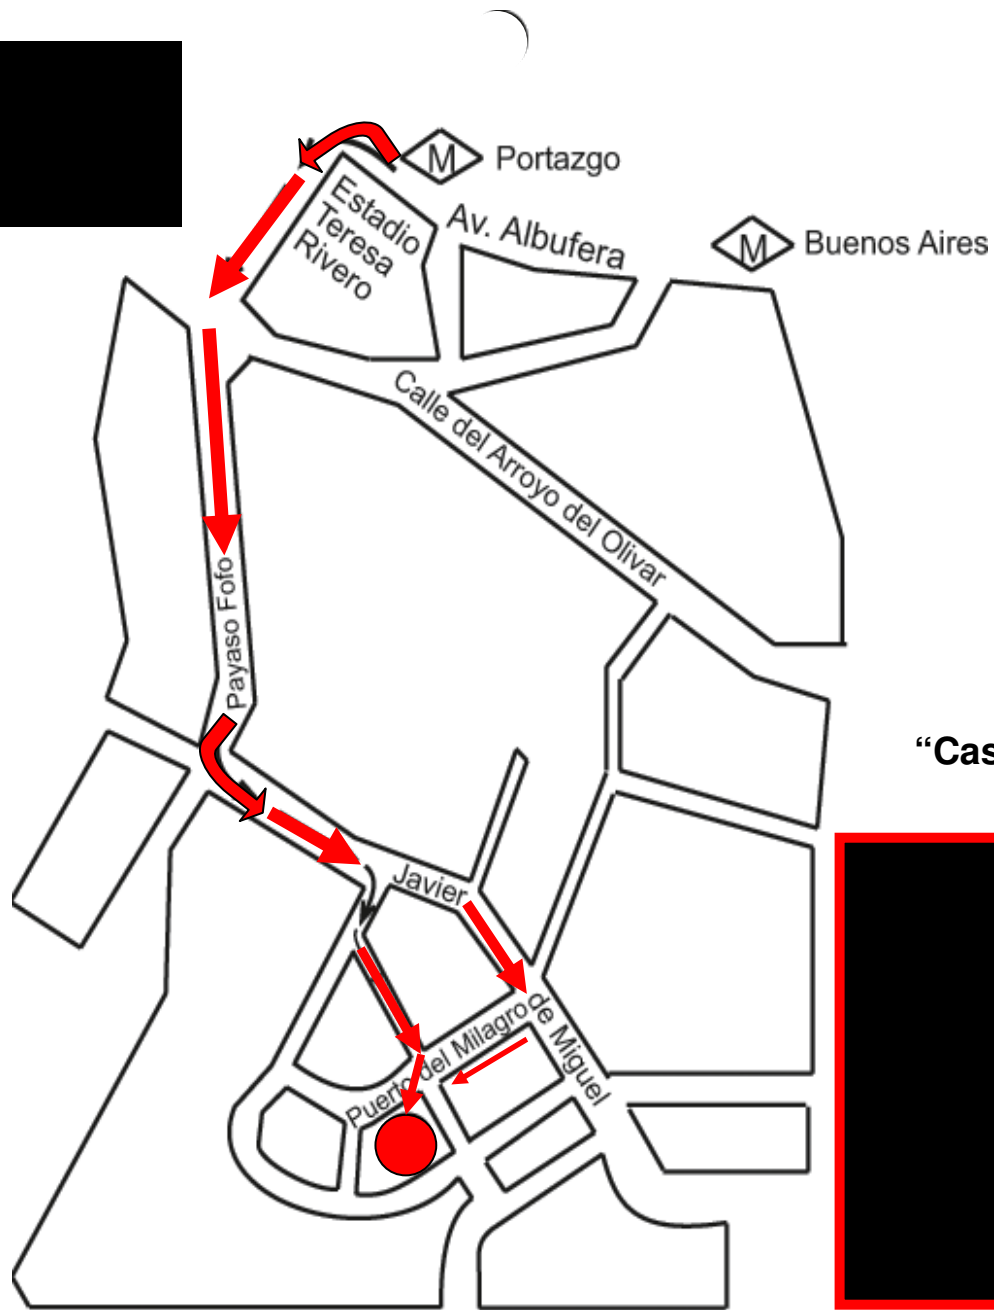 M Portazgo
M Buenos Aires
Estadio
Teresa
Rivero
Av. Albufera
Calle del Arroyo del Olivar
Payaso Fofo
“Cas
Javier
de Miguel
Puerto del Milagro